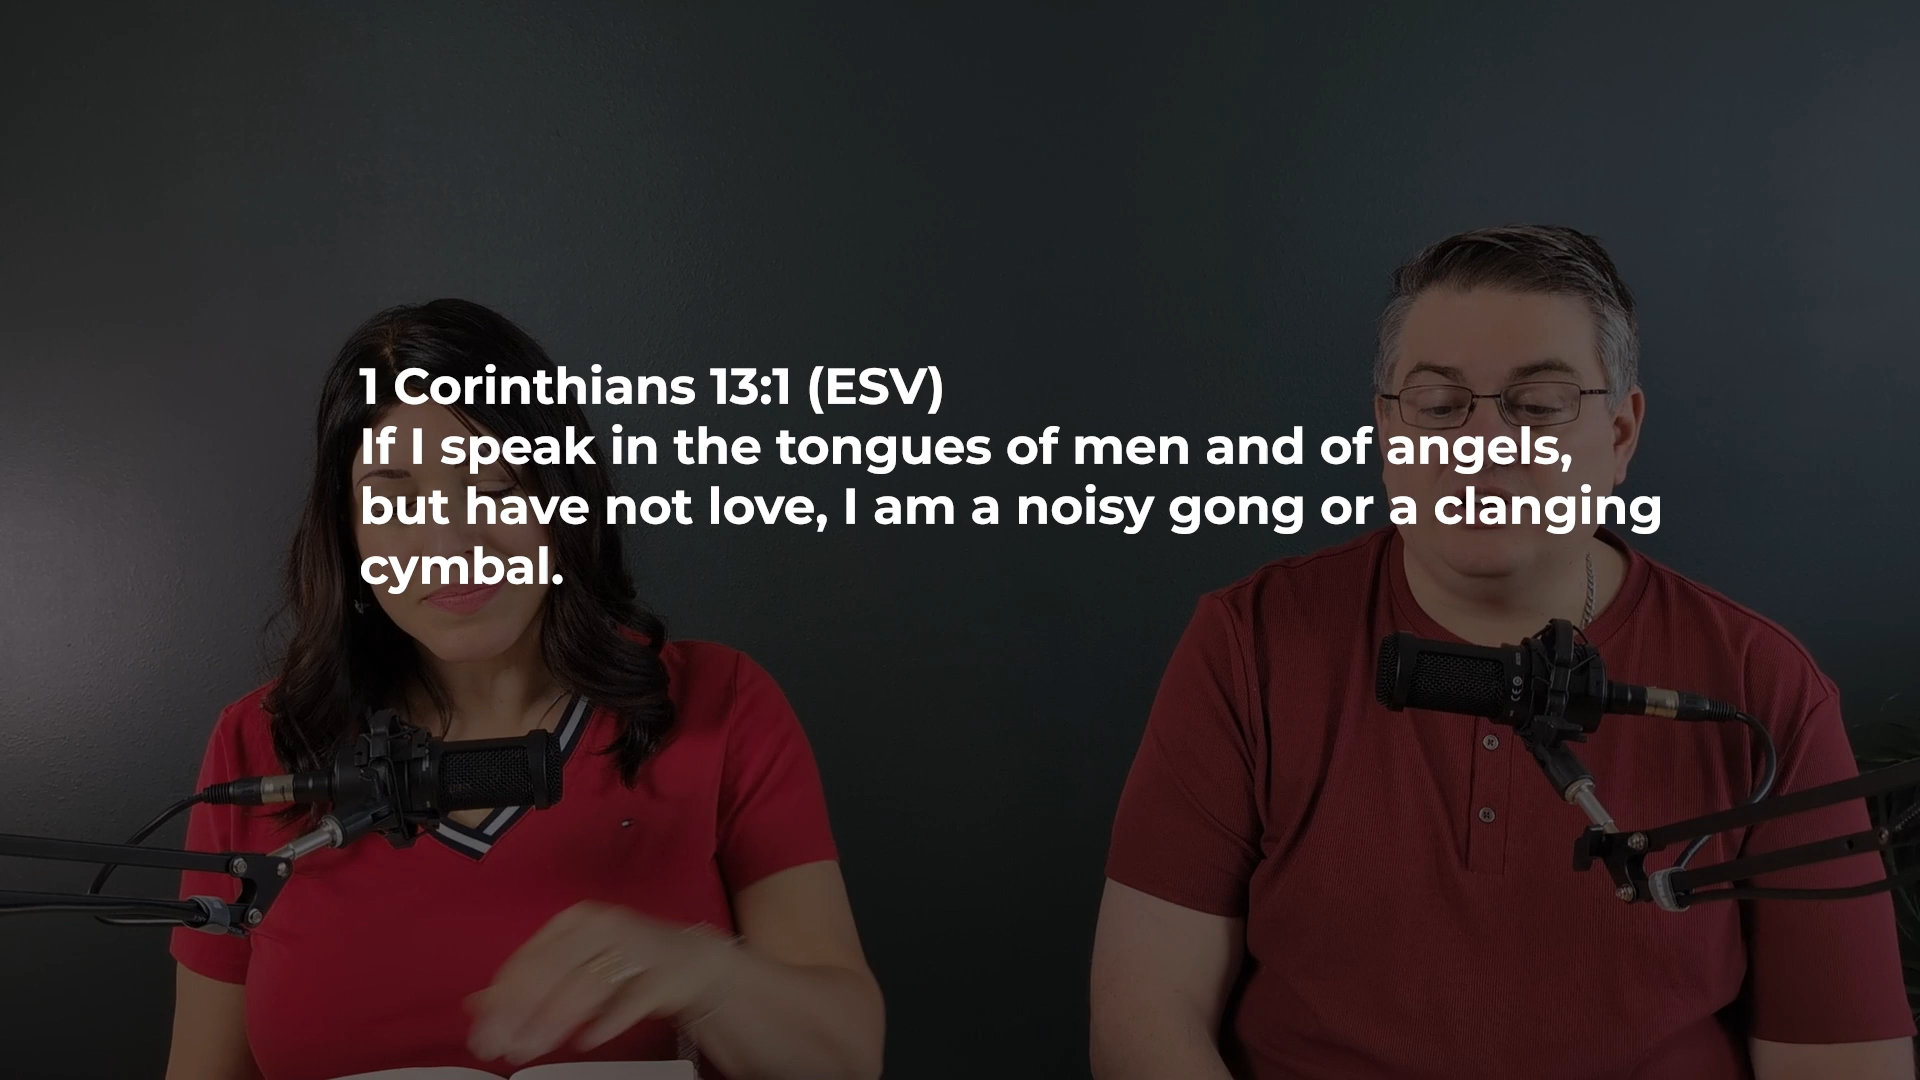 1 Corinthians 13:1 (ESV)
If I speak in the tongues of men and of angels,
but have not love, I am a noisy gong or a clanging
cymbal.